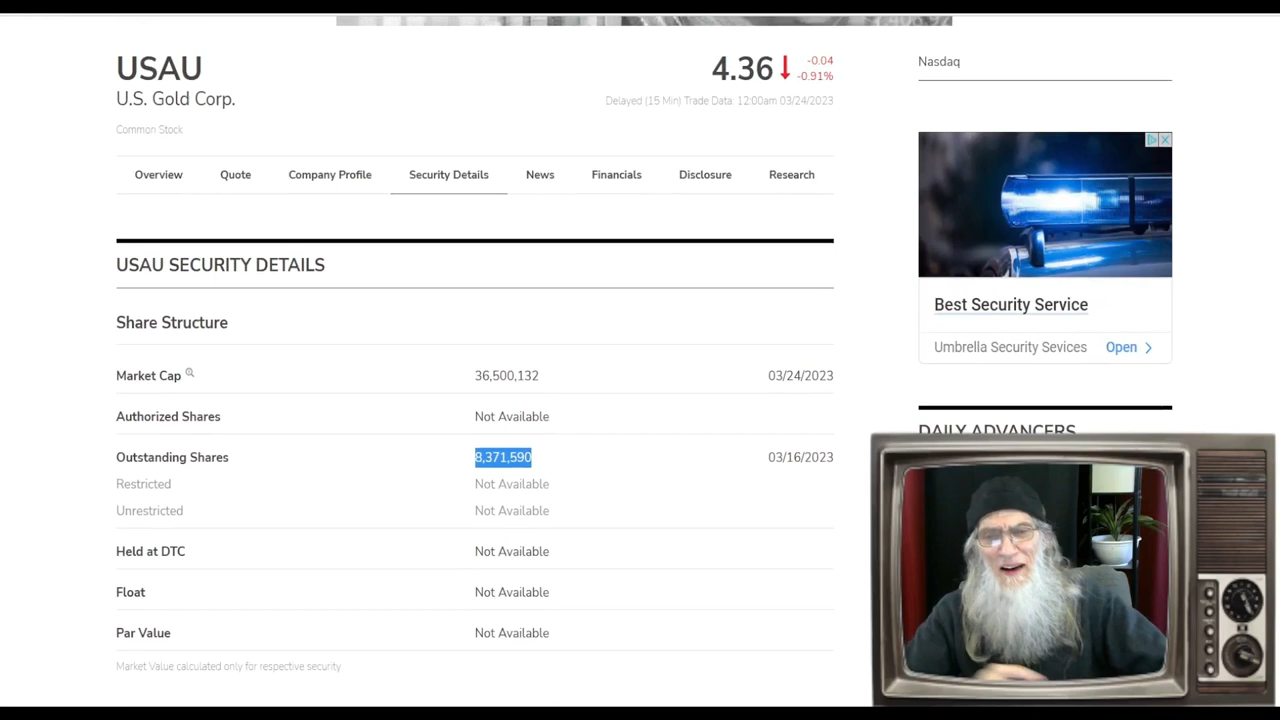 USAU
U.S. Gold Corp.
Common Stock
4.36
-0.04
-0.91%
Delayed (15 Min) Trade Data: 12:00am 03/24/2023
Overview Quote Company Profile Security Details News Financials Disclosure Research
USAU SECURITY DETAILS
Share Structure
Market Cap 36,500,132 03/24/2023
Authorized Shares Not Available
Outstanding Shares 8,371,590 03/16/2023
Restricted Not Available
Unrestricted Not Available
Held at DTC Not Available
Float Not Available
Par Value Not Available
Market Value calculated only for respective security
Nasdaq
Best Security Service
Umbrella Security Sevices Open
DAILY ADVANCERS